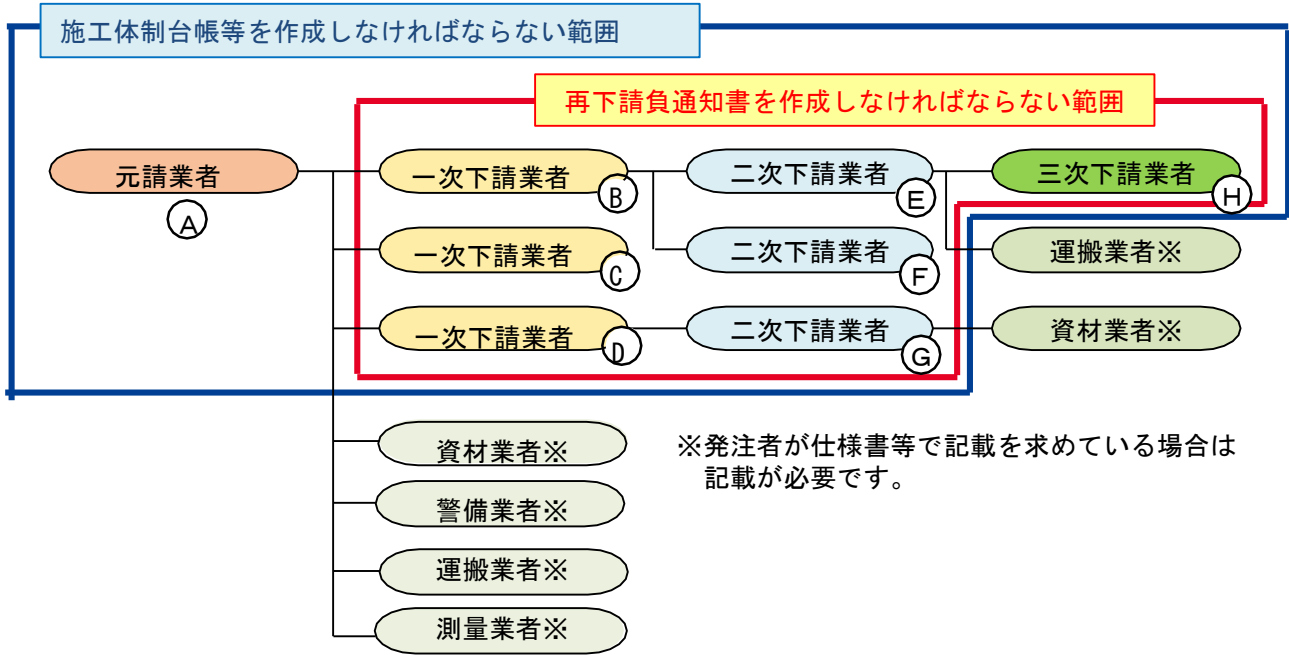 施工体制台帳等を作成しなければならない範囲
再下請負通知書を作成しなければならない範囲
元請業者
A
一次下請業者
B
二次下請業者
E
三次下請業者
H
一次下請業者
C
二次下請業者
F
運搬業者※
一次下請業者
D
二次下請業者
G
資材業者※
資材業者※
警備業者※
運搬業者※
測量業者※
※発注者が仕様書等で記載を求めている場合は
記載が必要です。